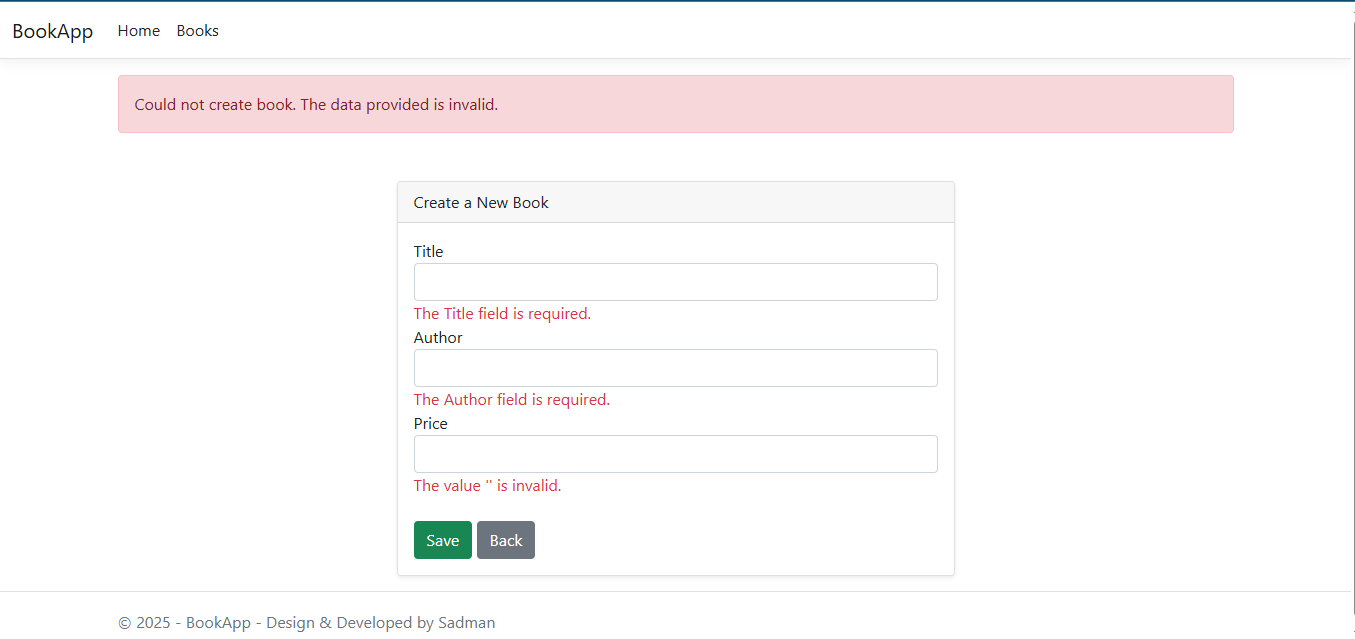 BookApp Home Books
Could not create book. The data provided is invalid.
Create a New Book
Title
The Title field is required.
Author
The Author field is required.
Price
The value '' is invalid.
Save Back
© 2025 - BookApp - Design & Developed by Sadman